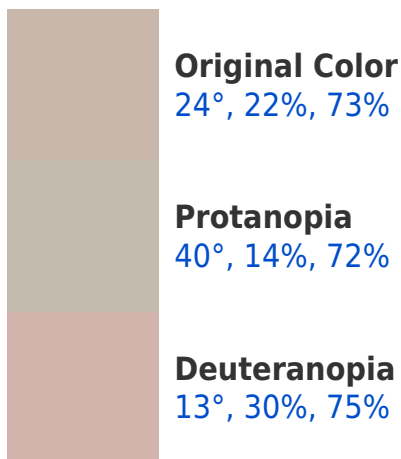 Original Color
24°, 22%, 73%
Protanopia
40°, 14%, 72%
Deuteranopia
13°, 30%, 75%